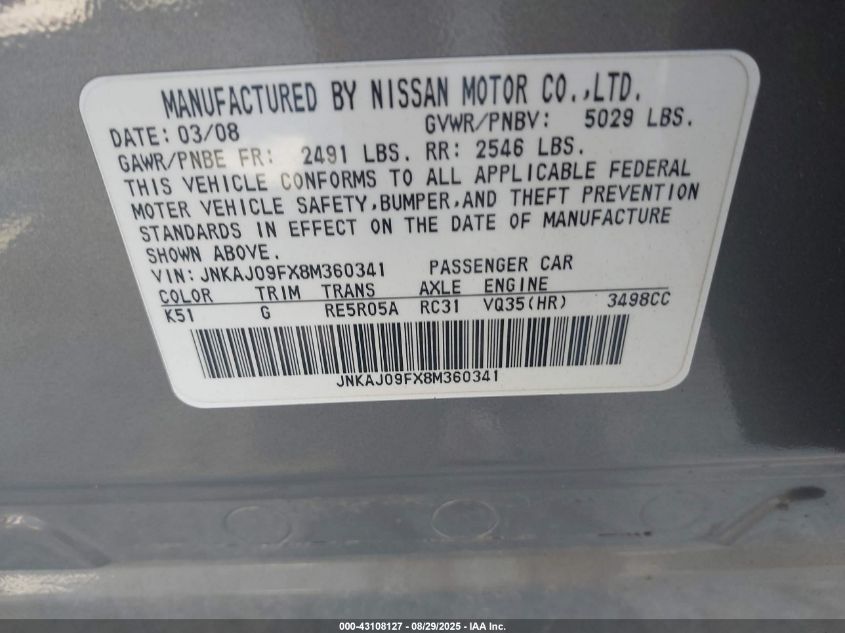 MANUFACTURED BY NISSAN MOTOR CO.,LTD.
DATE: 03/08 GVWR/PNBV: 5029 LBS.
GAWR/PNBE FR: 2491 LBS. RR: 2546 LBS.
THIS VEHICLE CONFORMS TO ALL APPLICABLE FEDERAL
MOTER VEHICLE SAFETY,BUMPER,AND THEFT PREVENTION
STANDARDS IN EFFECT ON THE DATE OF MANUFACTURE
SHOWN ABOVE.
VIN: JNKAJ09FX8M360341 PASSENGER CAR
COLOR TRIM TRANS AXLE ENGINE
K51 G RE5R05A RC31 VQ35(HR) 3498CC
JNKAJ09FX8M360341
000-43108127 - 08/29/2025 - IAA Inc.